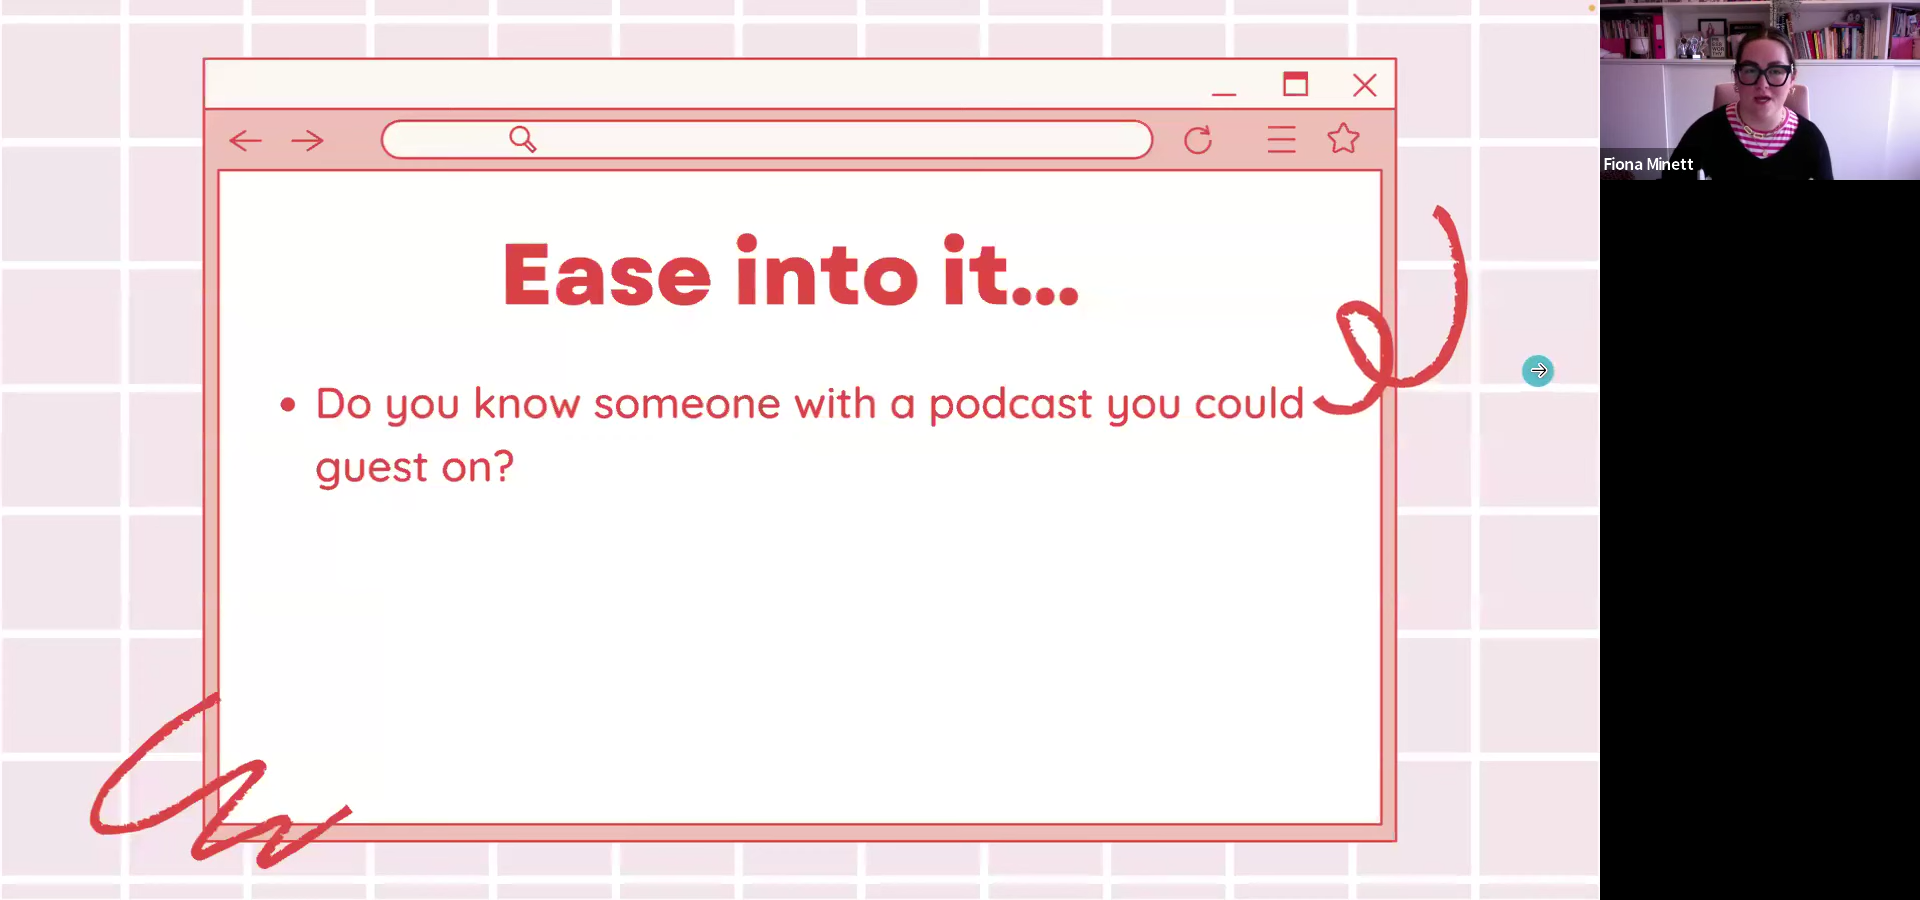 Ease into it...
• Do you know someone with a podcast you could
guest on?
Fiona Minett